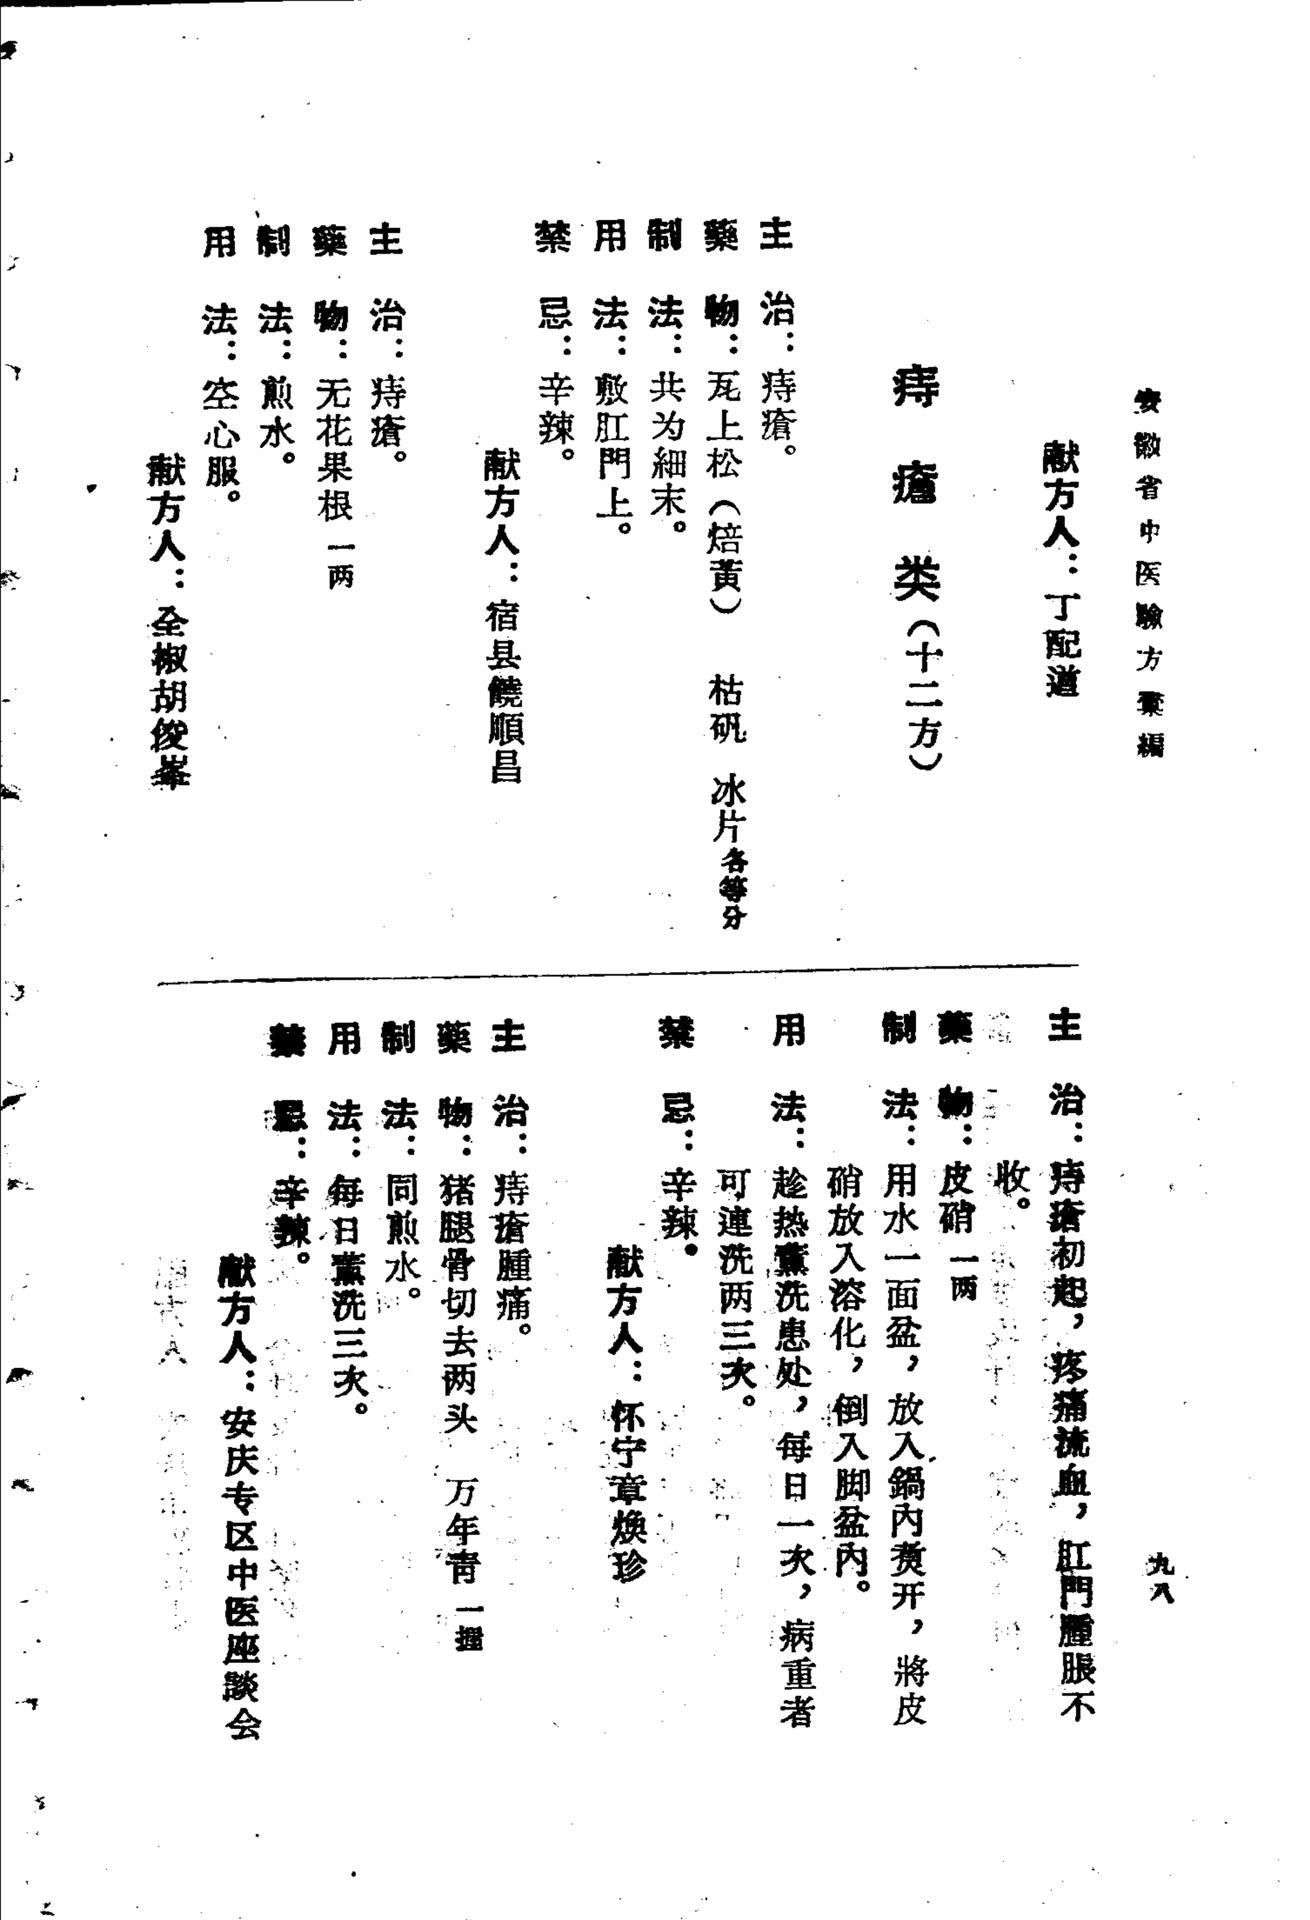 安徽省中医驗方彙編
九八
献方人：丁配道
痔瘡类（十二方）
主治：痔瘡。
藥物：瓦上松（焙黃）　枯矾　冰片各等分
制法：共为細末。
用法：敷肛門上。
禁忌：辛辣。
献方人：宿县饒順昌
主治：痔瘡。
藥物：无花果根一两
制法：煎水。
用法：空心服。
献方人：全椒胡俊峯
主治：痔瘡初起，疼痛流血，肛門腫脹不
收。
藥物：皮硝一两
制法：用水一面盆，放入鍋內煑开，將皮
硝放入溶化，倒入脚盆內。
用法：趁热薰洗患处，每日一次，病重者
可連洗两三次。
禁忌：辛辣。
献方人：怀宁章煥珍
主治：痔瘡腫痛。
藥物：猪腿骨切去两头　万年青一握
制法：同煎水。
用法：每日薰洗三次。
禁忌：辛辣。
献方人：安庆专区中医座談会